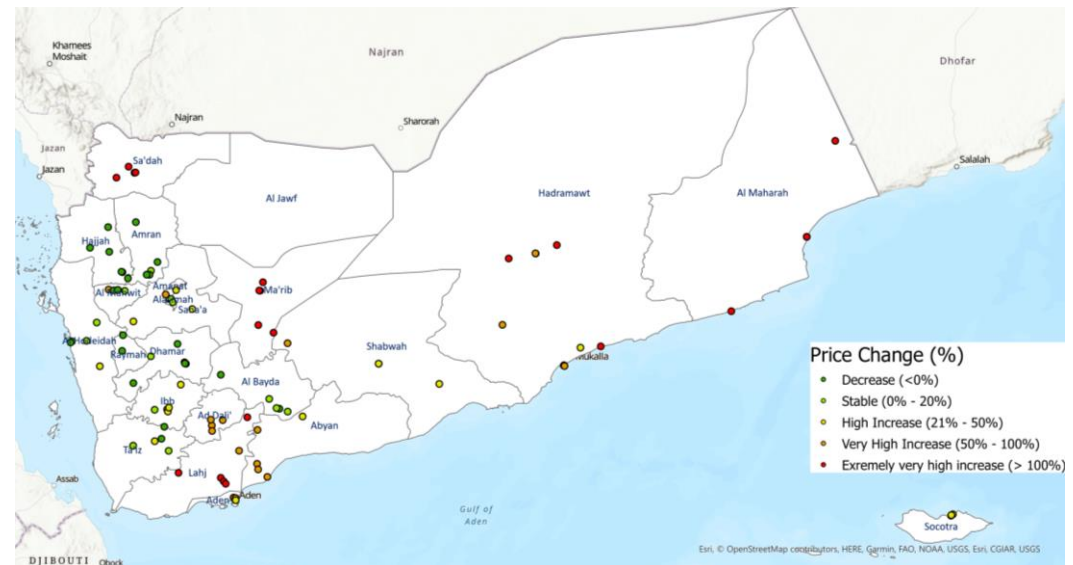 Khamees
Moshait
Najran
Dhofar
Najran
Sharorah
Jazan
Jazan
Salalah
Sa'dah
Al Jawf
Hadramawt
Al Maharah
Hajjah
Amran
Al Mahwit
Amanat
Al Asimah
Sana'a
Ma'rib
Al Hodeidah
Raymah
Dhamar
Shabwah
Mukalla
Al Bayda
Ibb
Ad Dali'
Abyan
Ta'iz
Lahj
Assab
Aden
Aden
Gulf of
Aden
Socotra
DJIBOUTI
Obock
Price Change (%)
Decrease (<0%)
Stable (0% - 20%)
High Increase (21% - 50%)
Very High Increase (50% - 100%)
Exremely very high increase (> 100%)
Esri, © OpenStreetMap contributors, HERE, Garmin, FAO, NOAA, USGS, Esri, CGIAR, USGS